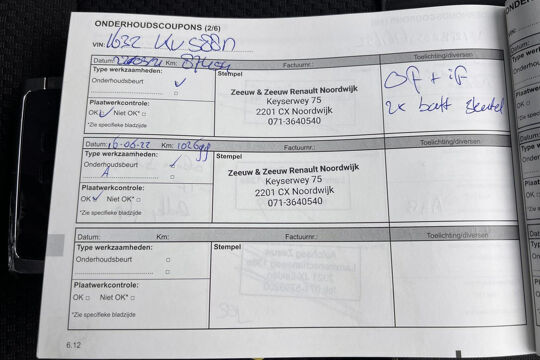 ONDERHOUDSCOUPONS (2/6)
VIN:
Datum: Km: Factuurnr.: Toelichting/diversen
Type werkzaamheden:
Stempel
Onderhoudsbeurt
Of + if
Zeeuw & Zeeuw Renault Noordwijk
Keyserwey 75
2x batt sleutel
Plaatwerkcontrole:
2201 CX Noordwijk
OK Niet OK*
071-3640540
*Zie specifieke bladzijde
Datum: 16-06-22 Km: Factuurnr.: Toelichting/diversen
Type werkzaamheden:
Stempel
Onderhoudsbeurt
A
Zeeuw & Zeeuw Renault Noordwijk
Keyserwey 75
Plaatwerkcontrole:
2201 CX Noordwijk
OK Niet OK*
071-3640540
*Zie specifieke bladzijde
Datum: Km: Factuurnr.: Toelichting/diversen
Type werkzaamheden:
Stempel
Onderhoudsbeurt
Plaatwerkcontrole:
OK Niet OK*
*Zie specifieke bladzijde
6.12